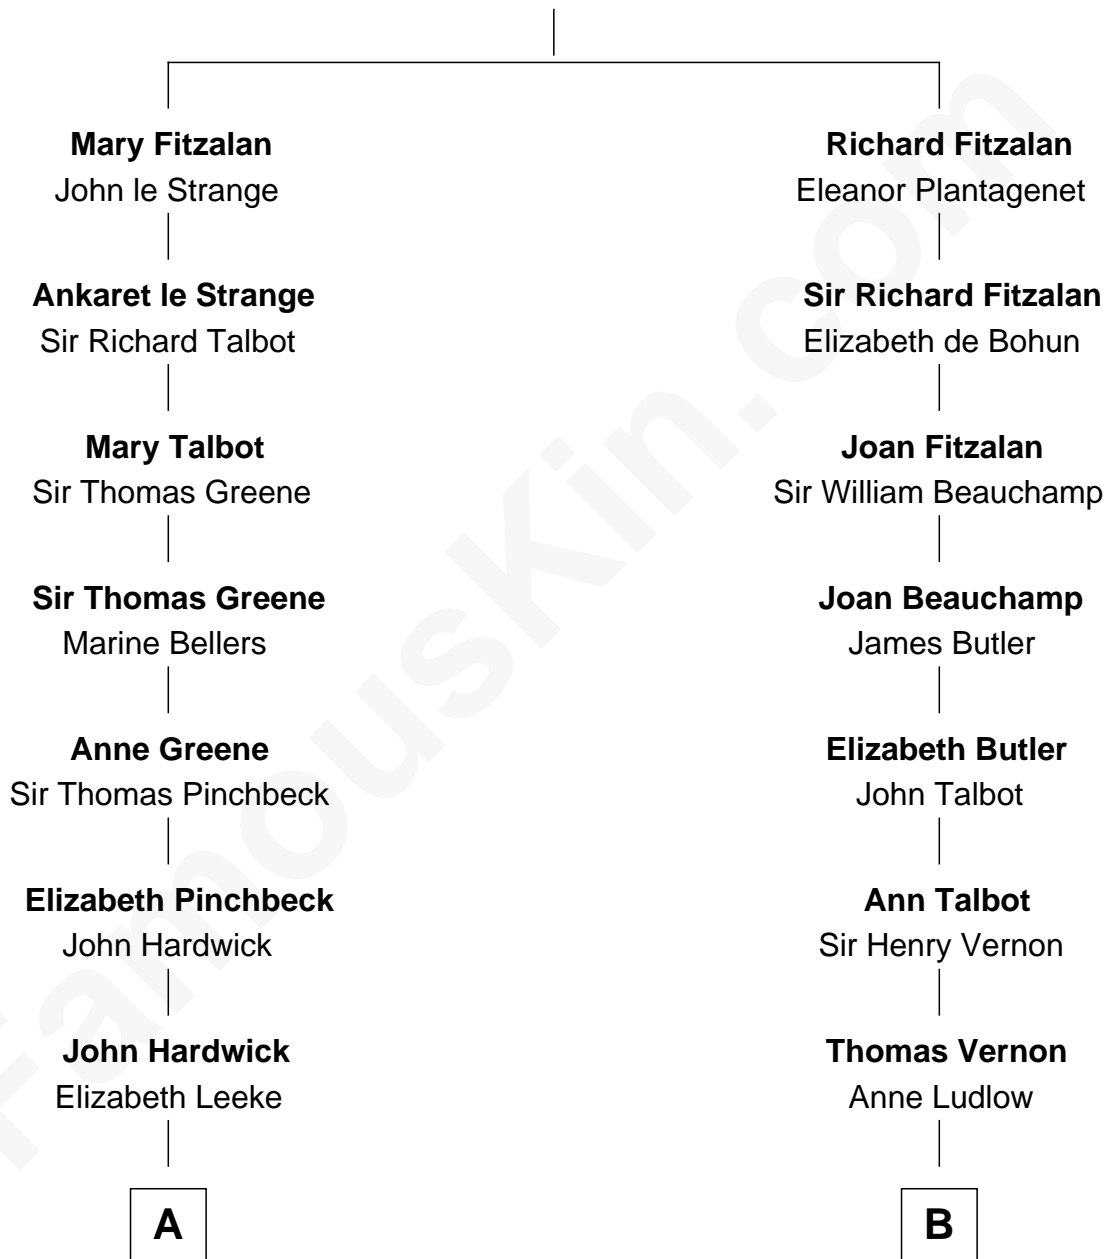 Mary Fitzalan
John le Strange
Ankaret le Strange
Sir Richard Talbot
Mary Talbot
Sir Thomas Greene
Sir Thomas Greene
Marine Bellers
Anne Greene
Sir Thomas Pinchbeck
Elizabeth Pinchbeck
John Hardwick
John Hardwick
Elizabeth Leeke
A
Richard Fitzalan
Eleanor Plantagenet
Sir Richard Fitzalan
Elizabeth de Bohun
Joan Fitzalan
Sir William Beauchamp
Joan Beauchamp
James Butler
Elizabeth Butler
John Talbot
Ann Talbot
Sir Henry Vernon
Thomas Vernon
Anne Ludlow
B
FamousKin.com